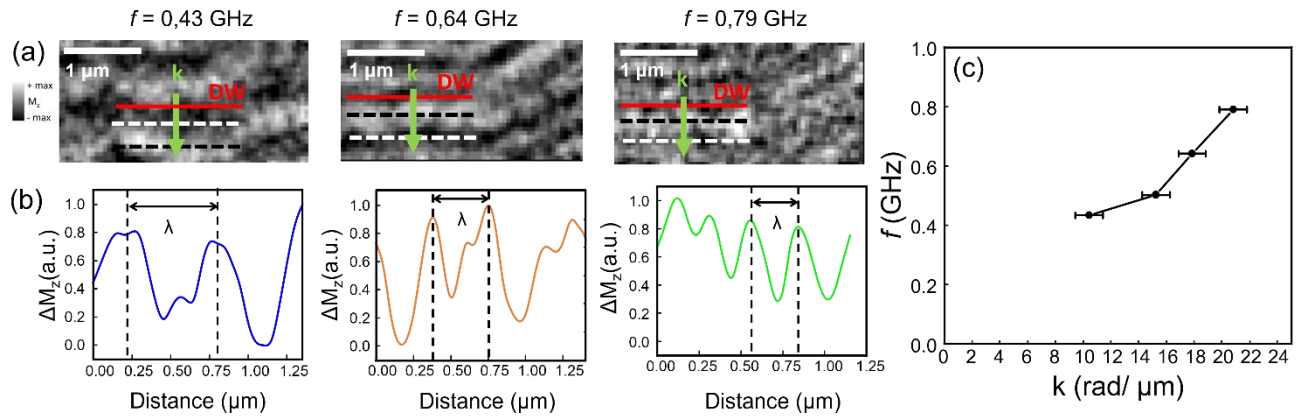 f = 0,43 GHz
f = 0,64 GHz
f = 0,79 GHz
(a)
+ max
Mz
- max
1 μm
k
DW
1 μm
k
DW
1 μm
k
DW
(b)
ΔMz(a.u.)
1.0
0.8
0.6
0.4
0.2
0.0
λ
0.00 0.25 0.50 0.75 1.00 1.25
Distance (μm)
ΔMz(a.u.)
1.0
0.8
0.6
0.4
0.2
0.0
λ
0.00 0.25 0.50 0.75 1.00 1.25
Distance (μm)
ΔMz(a.u.)
1.0
0.8
0.6
0.4
0.2
0.0
λ
0.00 0.25 0.50 0.75 1.00 1.25
Distance (μm)
(c)
f (GHz)
1.0
0.8
0.6
0.4
0.2
0.0
0 2 4 6 8 10 12 14 16 18 20 22 24
k (rad/ μm)